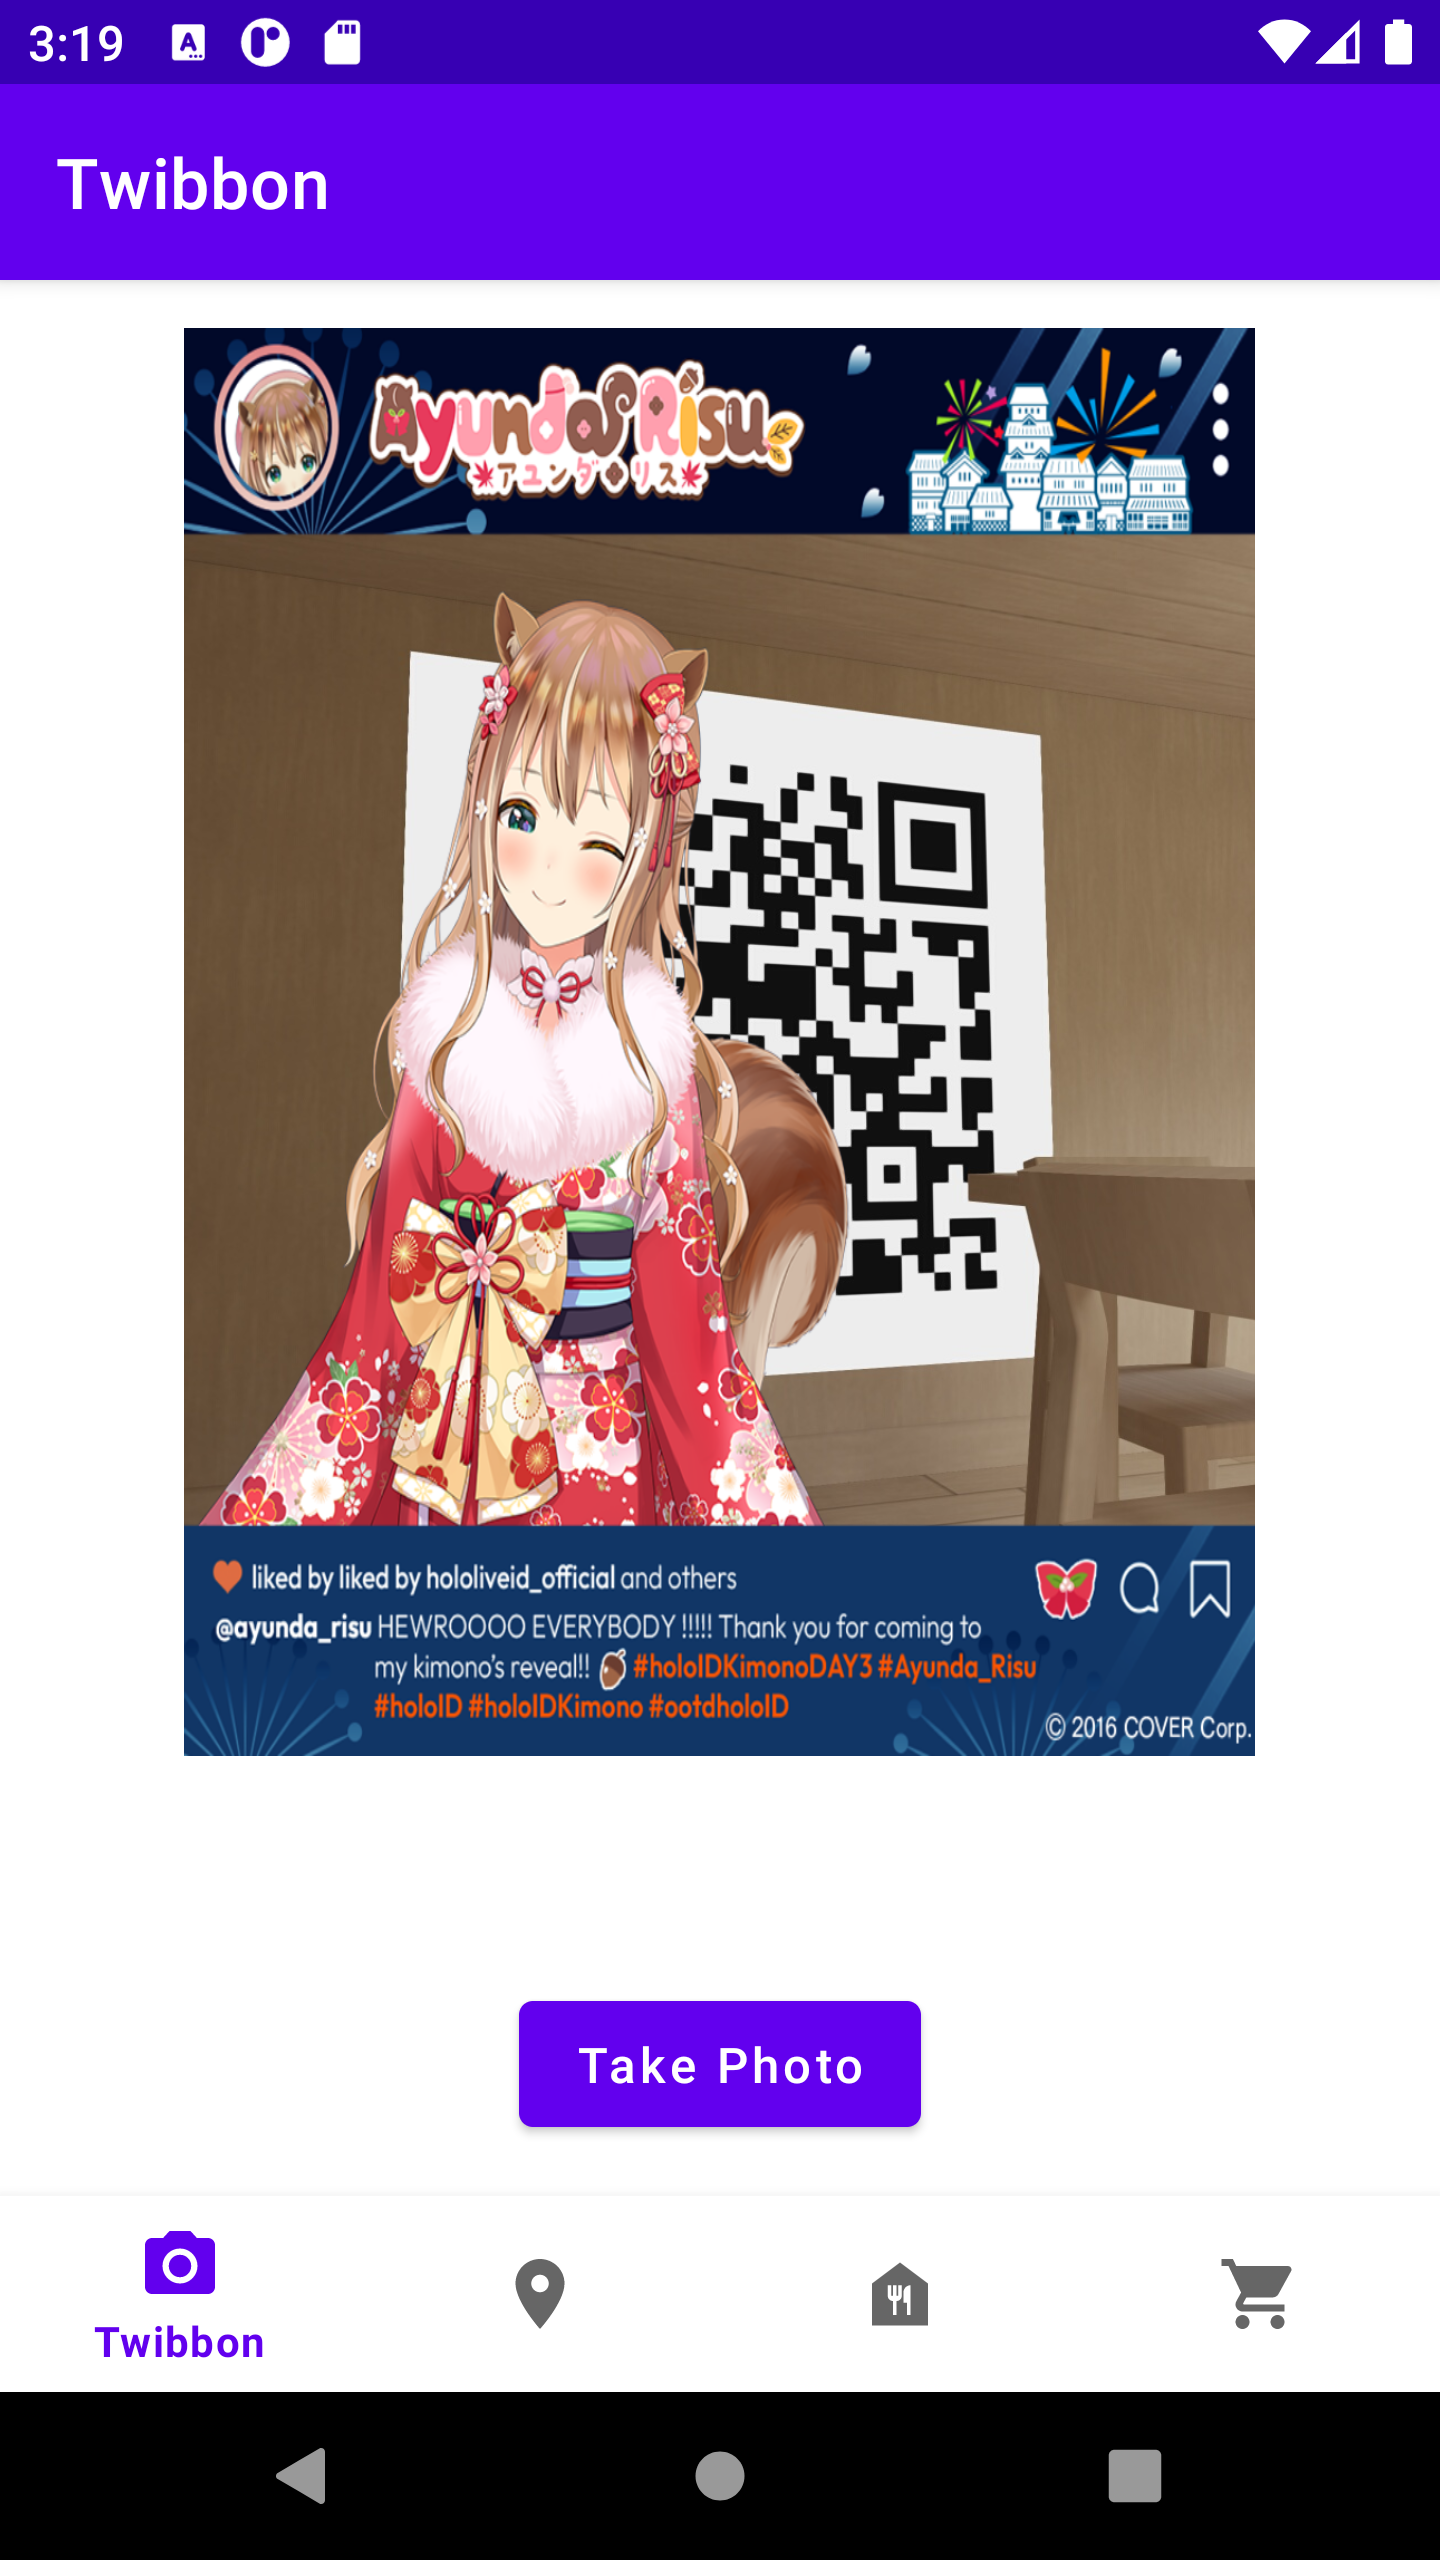 3:19
Twibbon
Ayunda Risu
アユンダ・リス
liked by liked by hololiveid_official and others
@ayunda_risu HEWROOOO EVERYBODY !!!!! Thank you for coming to
my kimono's reveal!! #holoIDKimonoDAY3 #Ayunda_Risu
#holoID #holoIDKimono #ootdholoID
© 2016 COVER Corp.
Take Photo
Twibbon